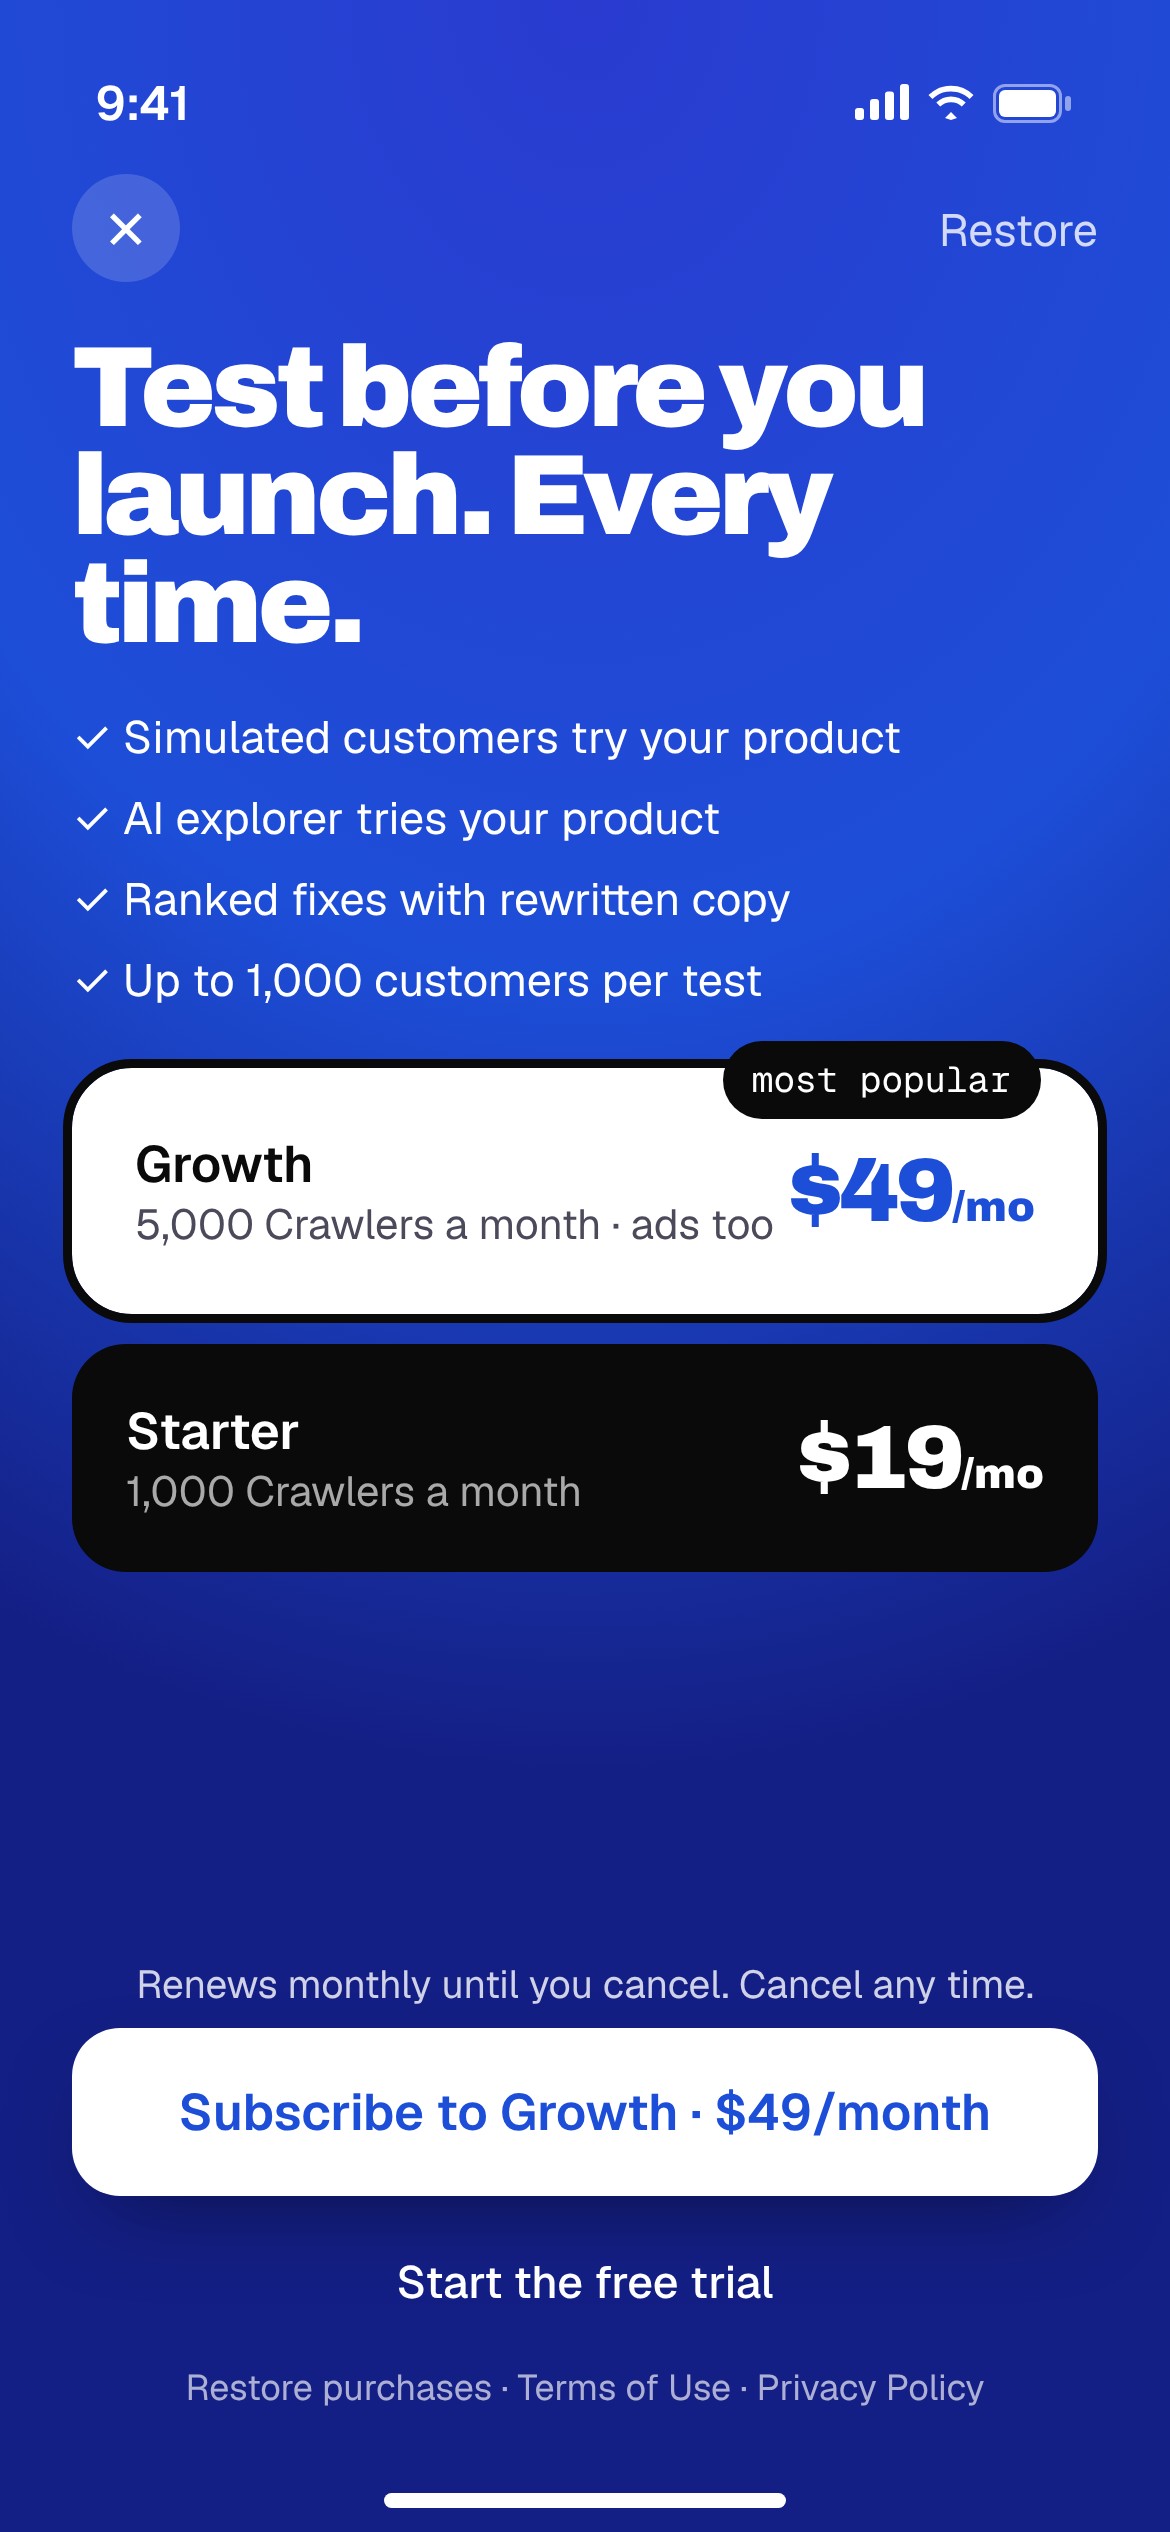 9:41
Restore
Test before you
launch. Every
time.
Simulated customers try your product
AI explorer tries your product
Ranked fixes with rewritten copy
Up to 1,000 customers per test
most popular
Growth
$49/mo
5,000 Crawlers a month · ads too
Starter
$19/mo
1,000 Crawlers a month
Renews monthly until you cancel. Cancel any time.
Subscribe to Growth · $49/month
Start the free trial
Restore purchases · Terms of Use · Privacy Policy